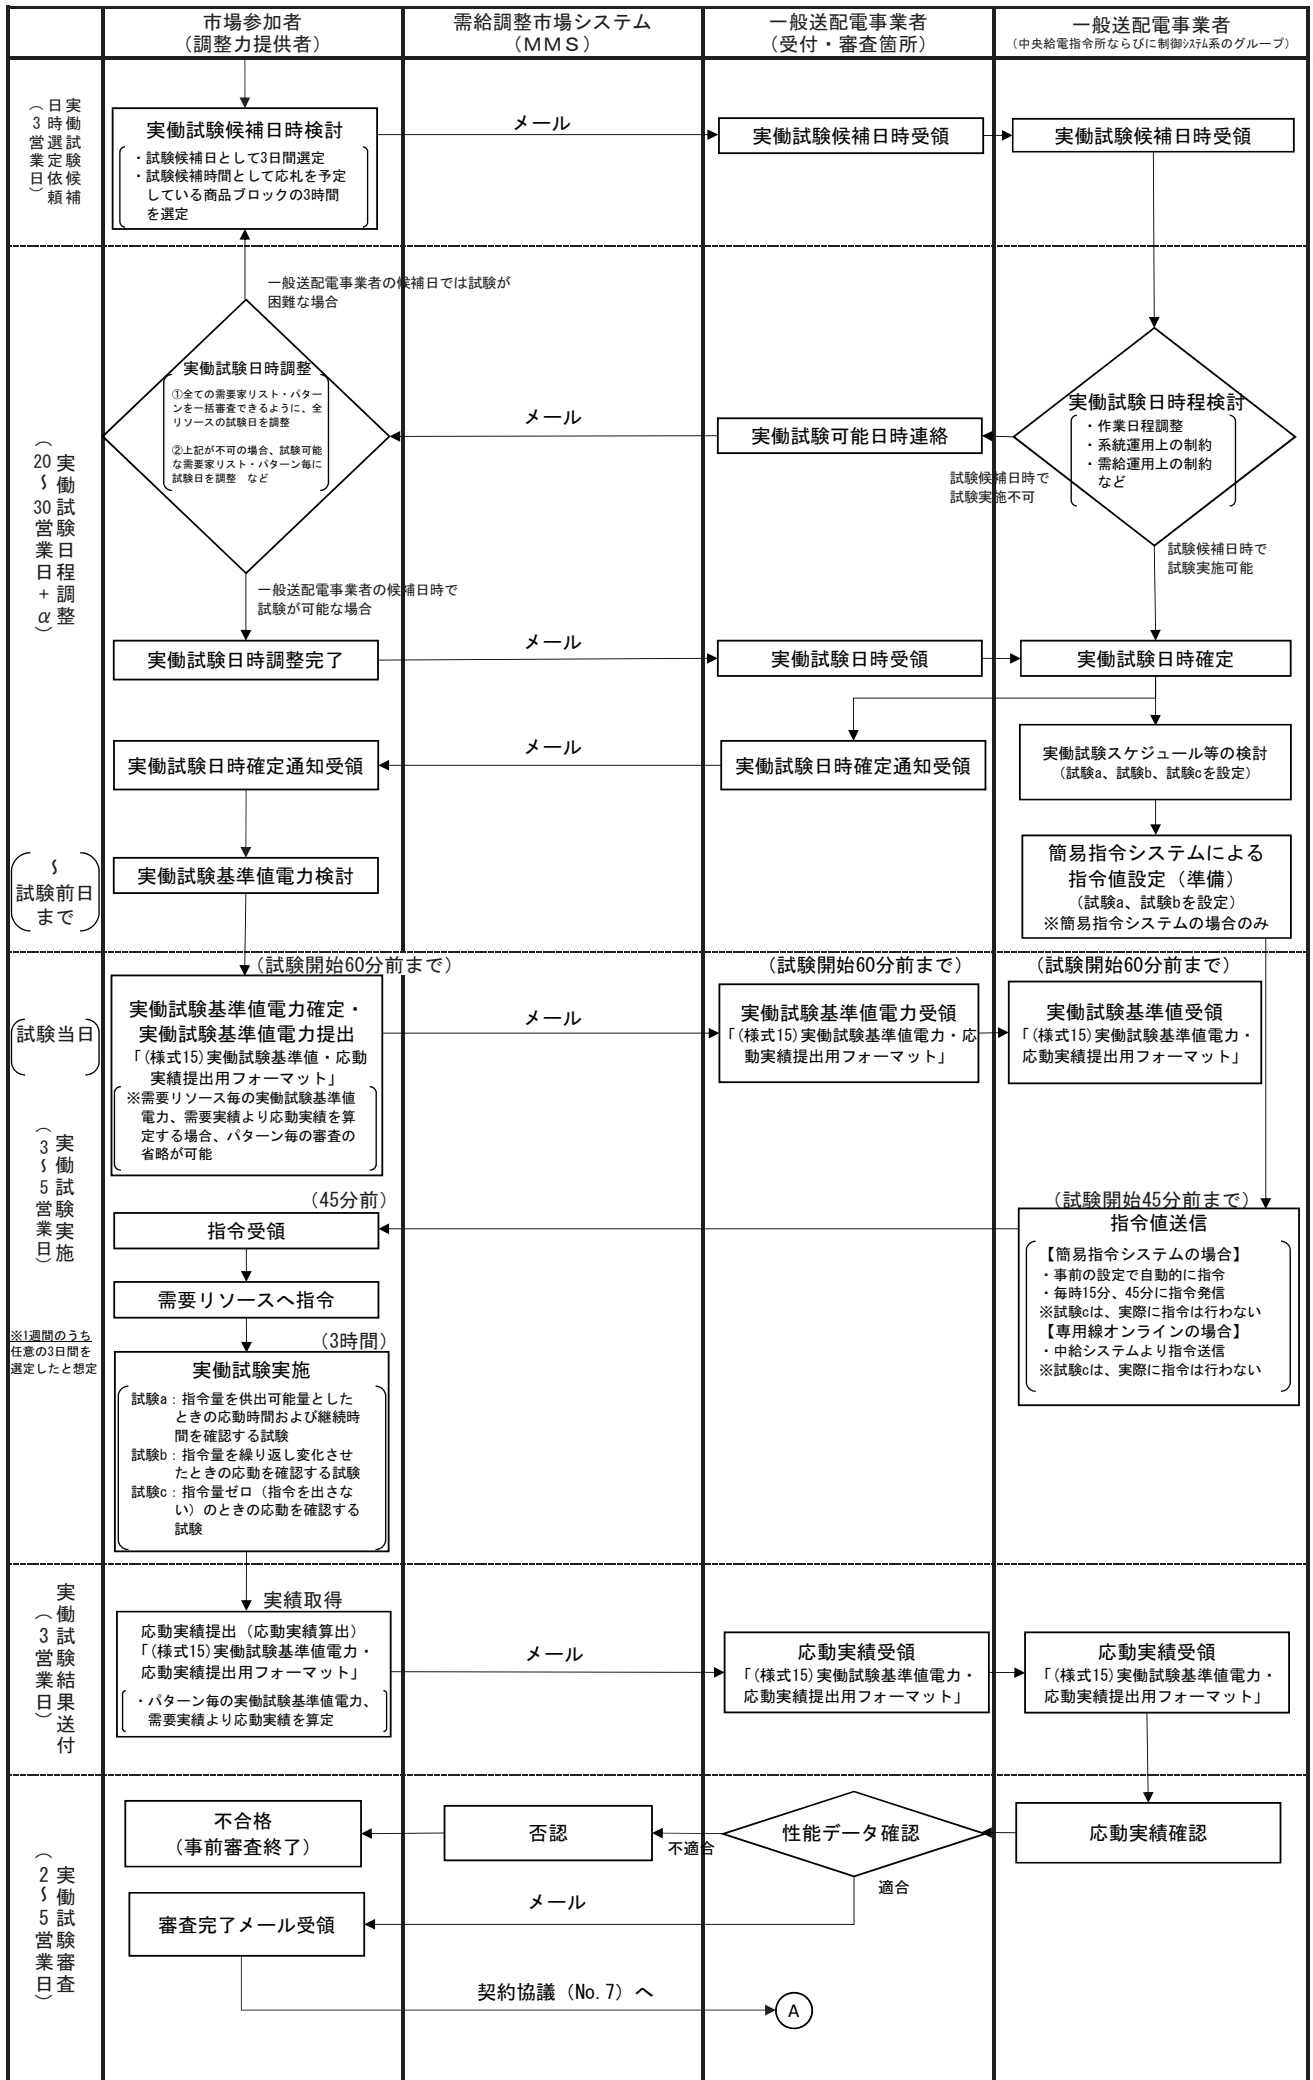 市場参加者
(調整力提供者)
需給調整市場システム
(MMS)
一般送配電事業者
(受付・審査箇所)
一般送配電事業者
(中央給電指令所ならびに制御ｼｽﾃﾑ系のグループ)
実働試験候補
日時選定依頼
(3営業日)
実働試験候補日時検討
・試験候補日として3日間選定
・試験候補時間として応札を予定
している商品ブロックの3時間
を選定
メール
実働試験候補日時受領
実働試験候補日時受領
実働試験日程調整
(20~30営業日+α)
一般送配電事業者の候補日では試験が
困難な場合
実働試験日時調整
①全ての需要家リスト・パター
ンを一括審査できるように、全
リソースの試験日を調整
②上記が不可の場合、試験可能
な需要家リスト・パターン毎に
試験日を調整 など
メール
実働試験可能日時連絡
実働試験日時程検討
・作業日程調整
・系統運用上の制約
・需給運用上の制約
など
試験候補日時で
試験実施不可
試験候補日時で
試験実施可能
一般送配電事業者の候補日時で
試験が可能な場合
実働試験日時調整完了
メール
実働試験日時受領
実働試験日時確定
実働試験日時確定通知受領
メール
実働試験日時確定通知受領
実働試験スケジュール等の検討
(試験a、試験b、試験cを設定)
~
試験前日
まで
実働試験基準値電力検討
簡易指令システムによる
指令値設定(準備)
(試験a、試験bを設定)
※簡易指令システムの場合のみ
(試験開始60分前まで)
(試験開始60分前まで)
(試験開始60分前まで)
試験当日
実働試験基準値電力確定・
実働試験基準値電力提出
「(様式15)実働試験基準値・応動
実績提出用フォーマット」
※需要リソース毎の実働試験基準値
電力、需要実績より応動実績を算
定する場合、パターン毎の審査の
省略が可能
メール
実働試験基準値電力受領
「(様式15)実働試験基準値電力・応
動実績提出用フォーマット」
実働試験基準値受領
「(様式15)実働試験基準値電力・
応動実績提出用フォーマット」
実働試験実施
(3~5営業日)
※1週間のうち
任意の3日間を
選定したと想定
(45分前)
指令受領
(試験開始45分前まで)
指令値送信
【簡易指令システムの場合】
・事前の設定で自動的に指令
・毎時15分、45分に指令発信
※試験cは、実際に指令は行わない
【専用線オンラインの場合】
・中給システムより指令送信
※試験cは、実際に指令は行わない
需要リソースへ指令
(3時間)
実働試験実施
試験a:指令量を供出可能量とした
ときの応動時間および継続時
間を確認する試験
試験b:指令量を繰り返し変化させ
たときの応動を確認する試験
試験c:指令量ゼロ(指令を出さな
い)のときの応動を確認する
試験
実働試験結果送付
(3営業日)
実績取得
応動実績提出(応動実績算出)
「(様式15)実働試験基準値電力・
応動実績提出用フォーマット」
・パターン毎の実働試験基準値電力、
需要実績より応動実績を算定
メール
応動実績受領
「(様式15)実働試験基準値電力・
応動実績提出用フォーマット」
応動実績受領
「(様式15)実働試験基準値電力・
応動実績提出用フォーマット」
実働試験審査
(2~5営業日)
不合格
(事前審査終了)
否認
不適合
性能データ確認
応動実績確認
適合
審査完了メール受領
メール
契約協議(No.7)へ
A